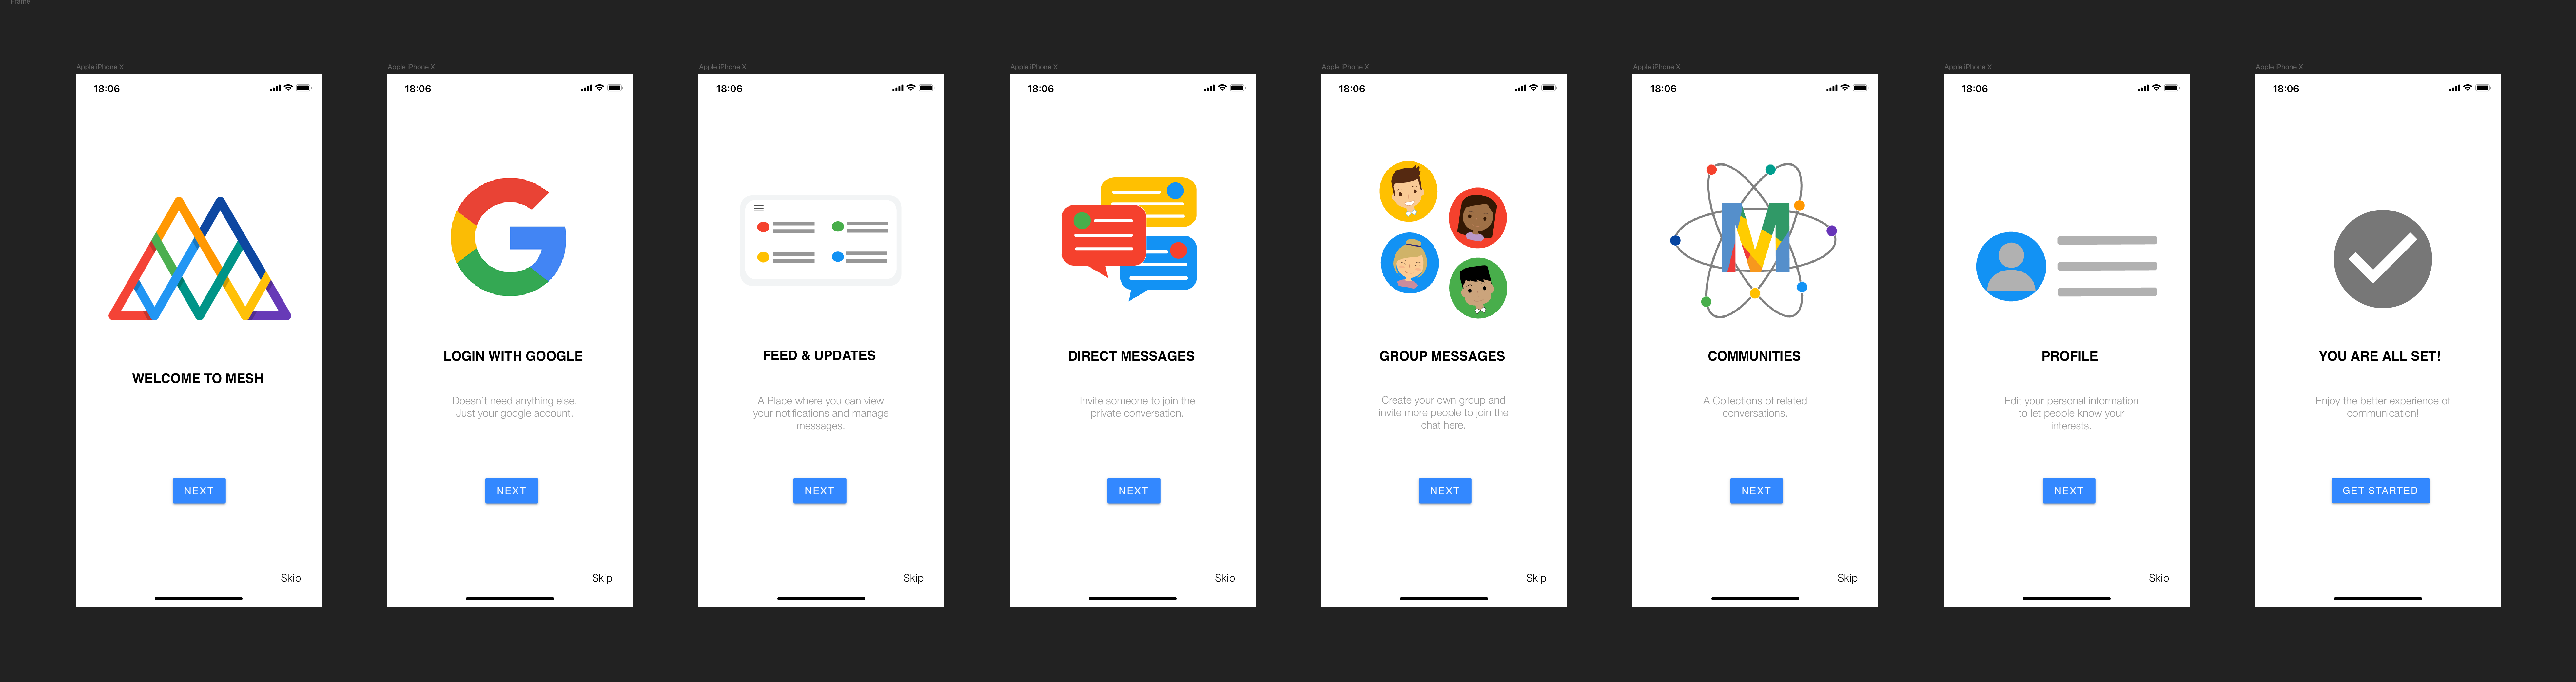 Frame
Apple iPhone X
18:06
WELCOME TO MESH
NEXT
Skip
Apple iPhone X
18:06
LOGIN WITH GOOGLE
Doesn't need anything else.
Just your google account.
NEXT
Skip
Apple iPhone X
18:06
FEED & UPDATES
A Place where you can view
your notifications and manage
messages.
NEXT
Skip
Apple iPhone X
18:06
DIRECT MESSAGES
Invite someone to join the
private conversation.
NEXT
Skip
Apple iPhone X
18:06
GROUP MESSAGES
Create your own group and
invite more people to join the
chat here.
NEXT
Skip
Apple iPhone X
18:06
M
COMMUNITIES
A Collections of related
conversations.
NEXT
Skip
Apple iPhone X
18:06
PROFILE
Edit your personal information
to let people know your
interests.
NEXT
Skip
Apple iPhone X
18:06
YOU ARE ALL SET!
Enjoy the better experience of
communication!
GET STARTED